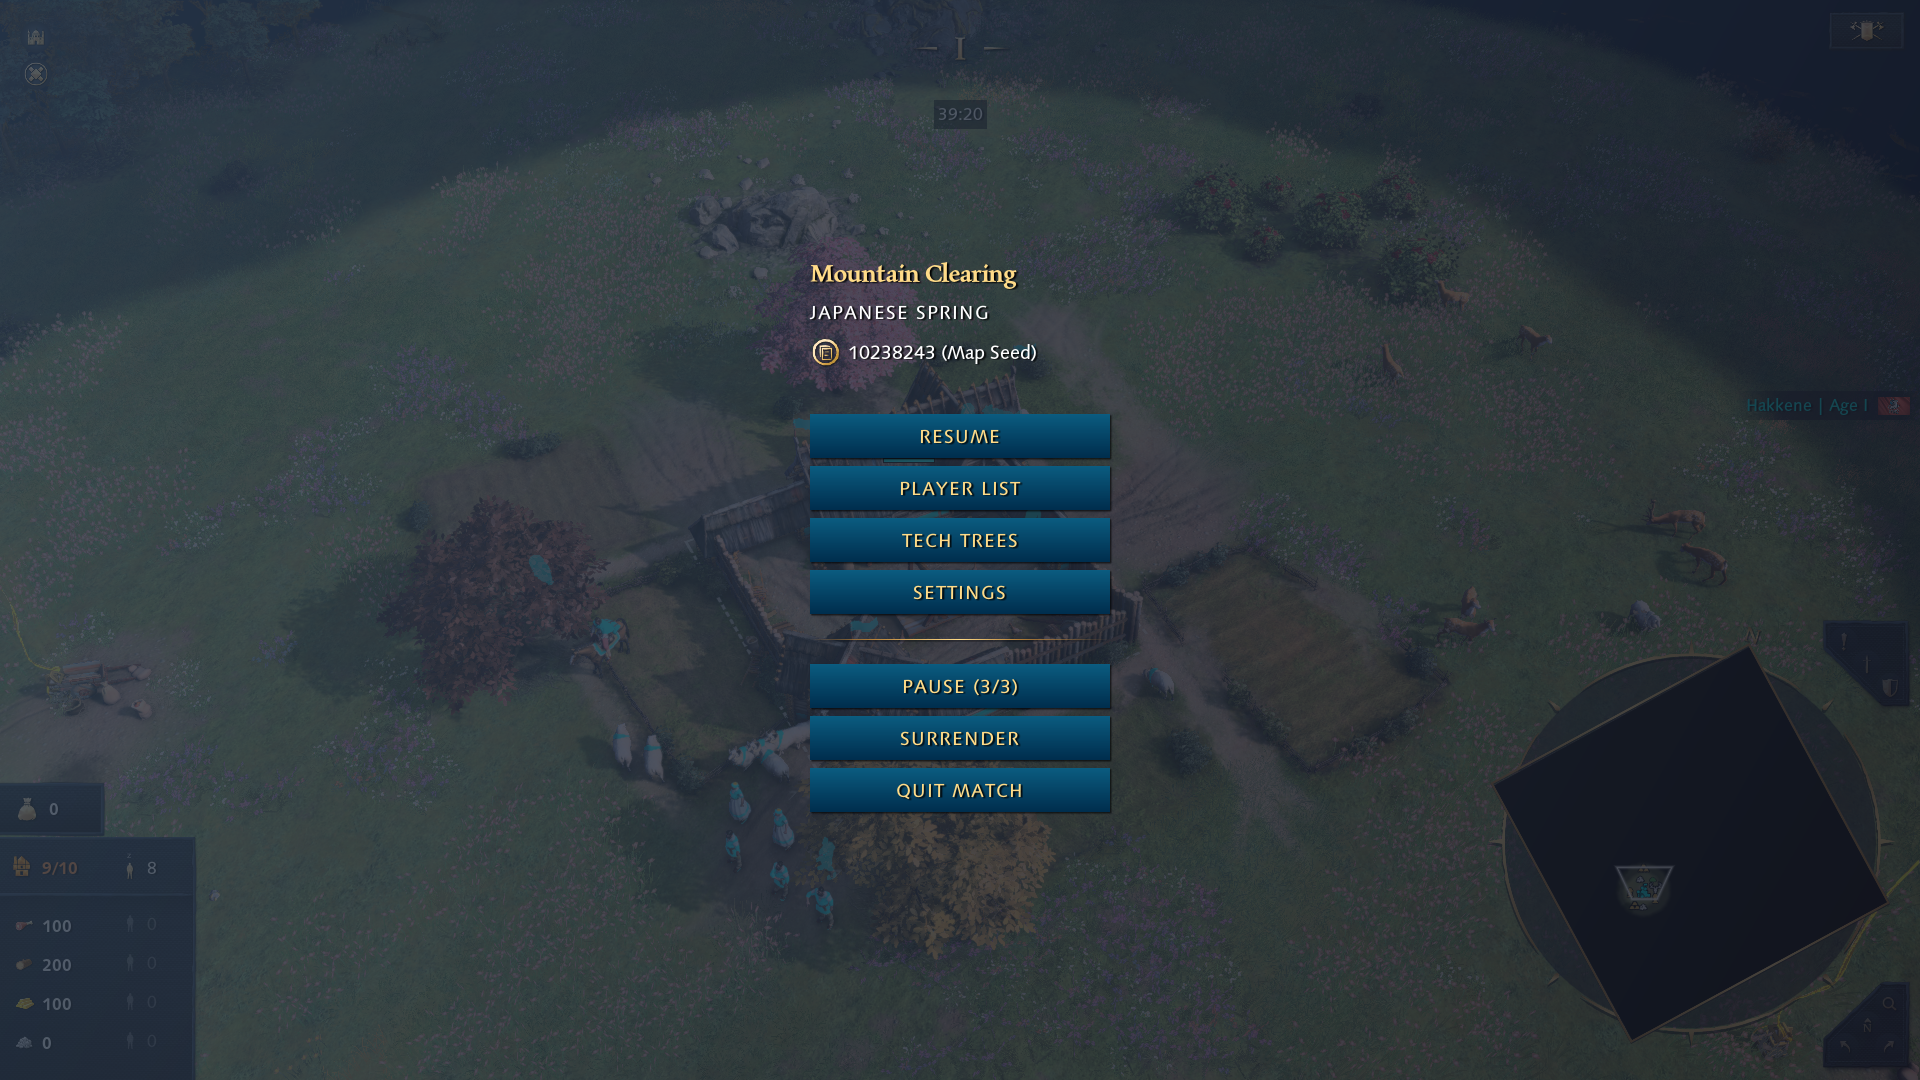 I
39:20
Mountain Clearing
JAPANESE SPRING
10238243 (Map Seed)
Hakkene | Age I
RESUME
PLAYER LIST
TECH TREES
SETTINGS
PAUSE (3/3)
SURRENDER
QUIT MATCH
0
9/10 8
100 0
200 0
100 0
0 0
N